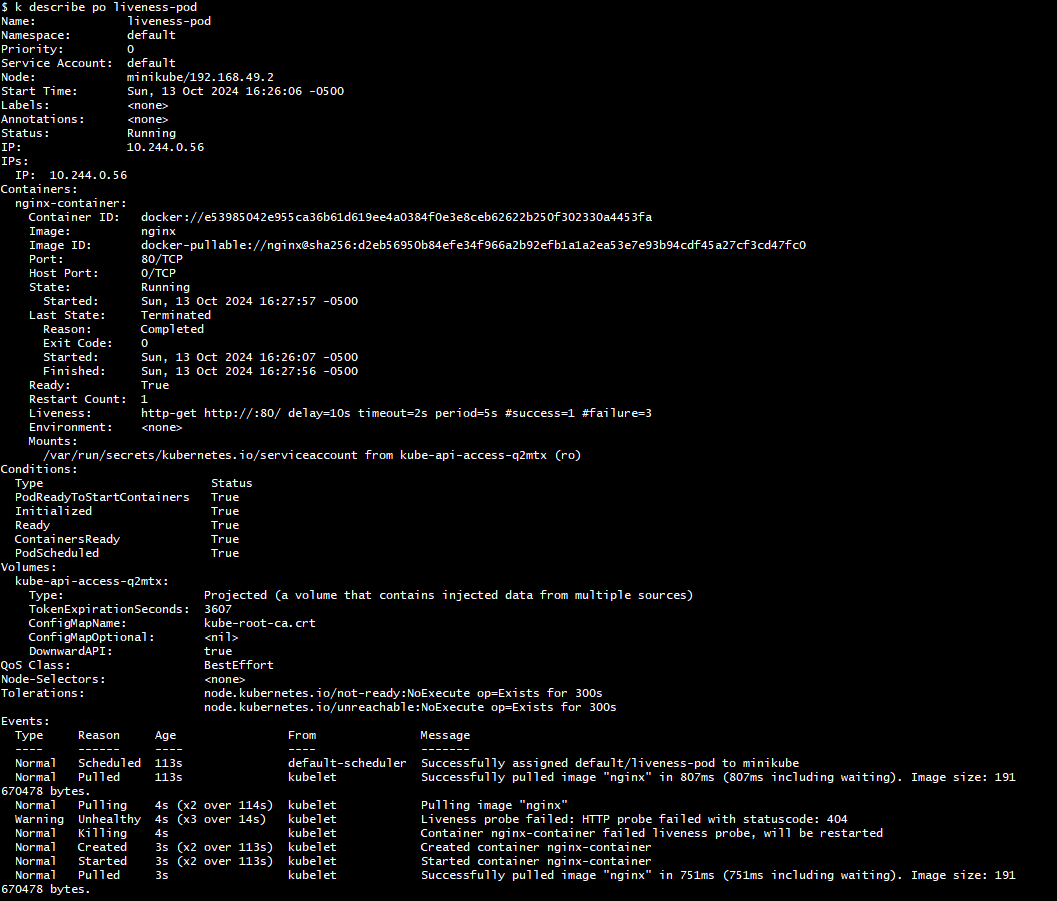 $ k describe po liveness-pod
Name:             liveness-pod
Namespace:        default
Priority:         0
Service Account:  default
Node:             minikube/192.168.49.2
Start Time:       Sun, 13 Oct 2024 16:26:06 -0500
Labels:           <none>
Annotations:      <none>
Status:           Running
IP:               10.244.0.56
IPs:
  IP:  10.244.0.56
Containers:
  nginx-container:
    Container ID:   docker://e53985042e955ca36b61d619ee4a0384f0e3e8ceb62622b250f302330a4453fa
    Image:          nginx
    Image ID:       docker-pullable://nginx@sha256:d2eb56950b84efe34f966a2b92efb1a1a2ea53e7e93b94cdf45a27cf3cd47fc0
    Port:           80/TCP
    Host Port:      0/TCP
    State:          Running
      Started:      Sun, 13 Oct 2024 16:27:57 -0500
    Last State:     Terminated
      Reason:       Completed
      Exit Code:    0
      Started:      Sun, 13 Oct 2024 16:26:07 -0500
      Finished:     Sun, 13 Oct 2024 16:27:56 -0500
    Ready:          True
    Restart Count:  1
    Liveness:       http-get http://:80/ delay=10s timeout=2s period=5s #success=1 #failure=3
    Environment:    <none>
    Mounts:
      /var/run/secrets/kubernetes.io/serviceaccount from kube-api-access-q2mtx (ro)
Conditions:
  Type                        Status
  PodReadyToStartContainers   True
  Initialized                 True
  Ready                       True
  ContainersReady             True
  PodScheduled                True
Volumes:
  kube-api-access-q2mtx:
    Type:                    Projected (a volume that contains injected data from multiple sources)
    TokenExpirationSeconds:  3607
    ConfigMapName:           kube-root-ca.crt
    ConfigMapOptional:       <nil>
    DownwardAPI:             true
QoS Class:                   BestEffort
Node-Selectors:              <none>
Tolerations:                 node.kubernetes.io/not-ready:NoExecute op=Exists for 300s
                             node.kubernetes.io/unreachable:NoExecute op=Exists for 300s
Events:
  Type     Reason     Age                From               Message
  ----     ------     ----               ----               -------
  Normal   Scheduled  113s               default-scheduler  Successfully assigned default/liveness-pod to minikube
  Normal   Pulled     113s               kubelet            Successfully pulled image "nginx" in 807ms (807ms including waiting). Image size: 191
670478 bytes.
  Normal   Pulling    4s (x2 over 114s)  kubelet            Pulling image "nginx"
  Warning  Unhealthy  4s (x3 over 14s)   kubelet            Liveness probe failed: HTTP probe failed with statuscode: 404
  Normal   Killing    4s                 kubelet            Container nginx-container failed liveness probe, will be restarted
  Normal   Created    3s (x2 over 113s)  kubelet            Created container nginx-container
  Normal   Started    3s (x2 over 113s)  kubelet            Started container nginx-container
  Normal   Pulled     3s                 kubelet            Successfully pulled image "nginx" in 751ms (751ms including waiting). Image size: 191
670478 bytes.